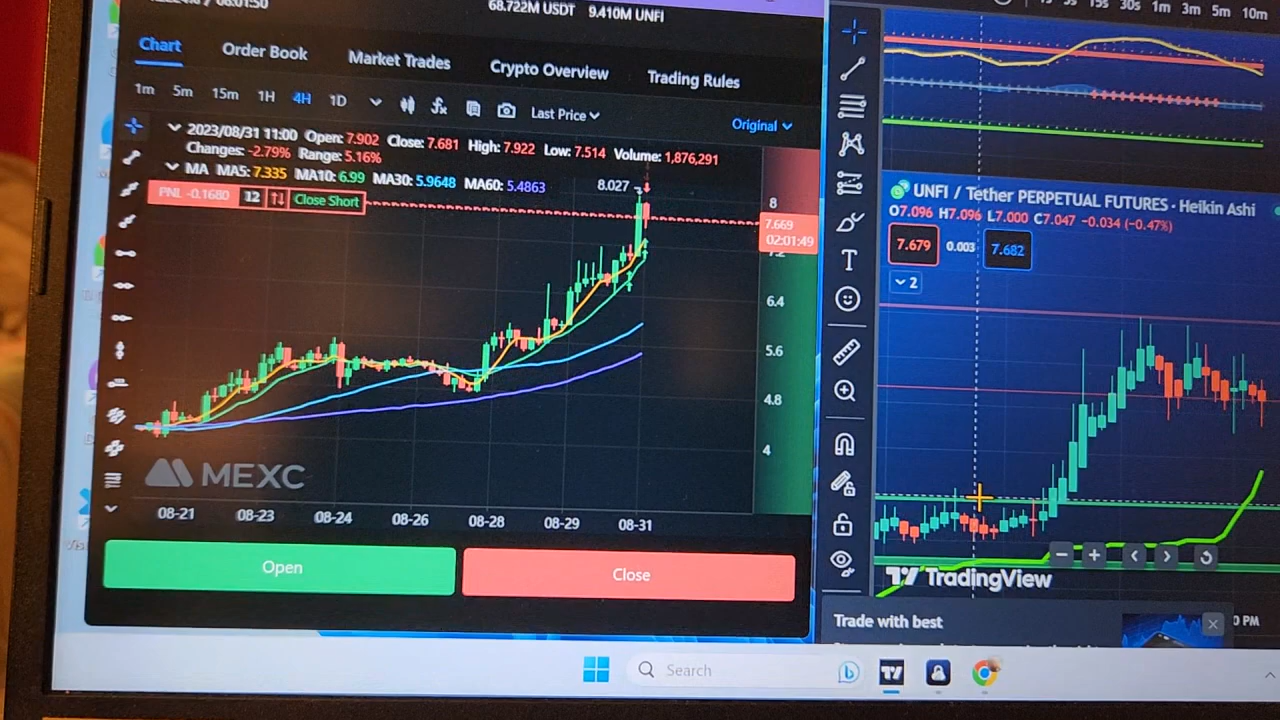 68.722M USDT 9.410M UNFI
Chart Order Book Market Trades Crypto Overview Trading Rules
1m 5m 15m 1H 4H 1D Last Price Original
2023/08/31 11:00 Open: 7.902 Close: 7.681 High: 7.922 Low: 7.514 Volume: 1,876,291
Changes: -2.79% Range: 5.16%
MA MA5: 7.335 MA10: 6.99 MA30: 5.9648 MA60: 5.4863
PNL -0.1680 12 Close Short
8.027
8
7.669
02:01:49
7.2
6.4
5.6
4.8
4
MEXC
08-21 08-23 08-24 08-26 08-28 08-29 08-31
Open Close
15s 30s 1m 3m 5m 10m
UNFI / Tether PERPETUAL FUTURES · Heikin Ashi
O7.096 H7.096 L7.000 C7.047 −0.034 (−0.47%)
7.679 0.003 7.682
2
T
TradingView
Trade with best
PM
Search